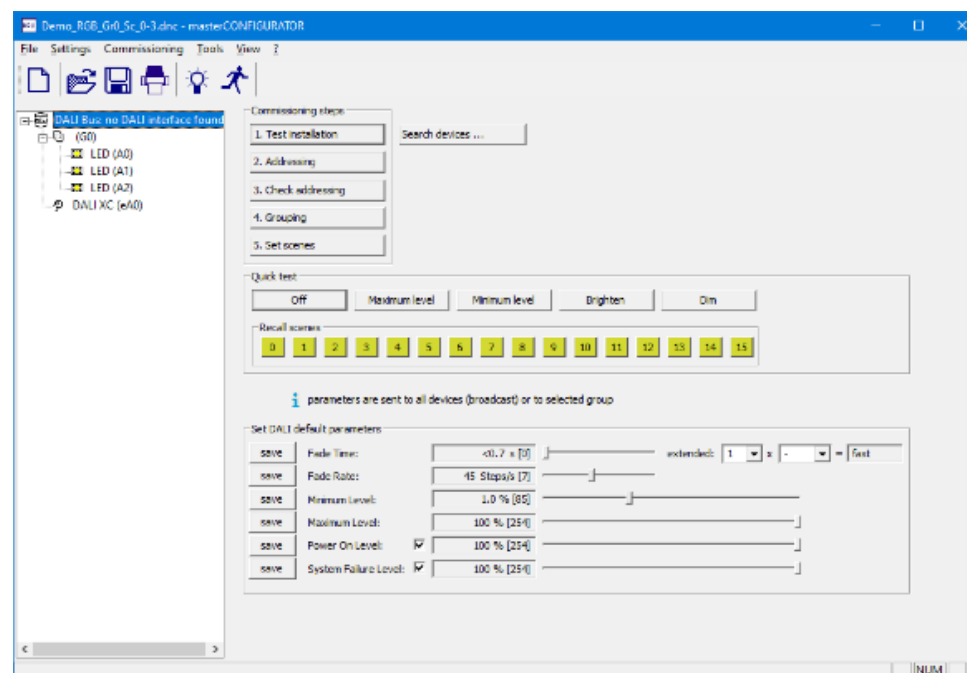 Demo_RGB_Gr0_Sc_0-3.dnc - masterCONFIGURATOR
File Settings Commissioning Tools View ?
DALI Bus: no DALI interface found
(G0)
LED (A0)
LED (A1)
LED (A2)
DALI XC (eA0)
Commissioning steps
1. Test installation
Search devices ...
2. Addressing
3. Check addressing
4. Grouping
5. Set scenes
Quick test
Off Maximum level Minimum level Brighten Dim
Recall scenes
0 1 2 3 4 5 6 7 8 9 10 11 12 13 14 15
i parameters are sent to all devices (broadcast) or to selected group
Set DALI default parameters
save Fade Time: <0.7 s [0] extended: 1 x - = fast
save Fade Rate: 45 Steps/s [7]
save Minimum Level: 1.0 % [85]
save Maximum Level: 100 % [254]
save Power On Level: 100 % [254]
save System Failure Level: 100 % [254]
NUM